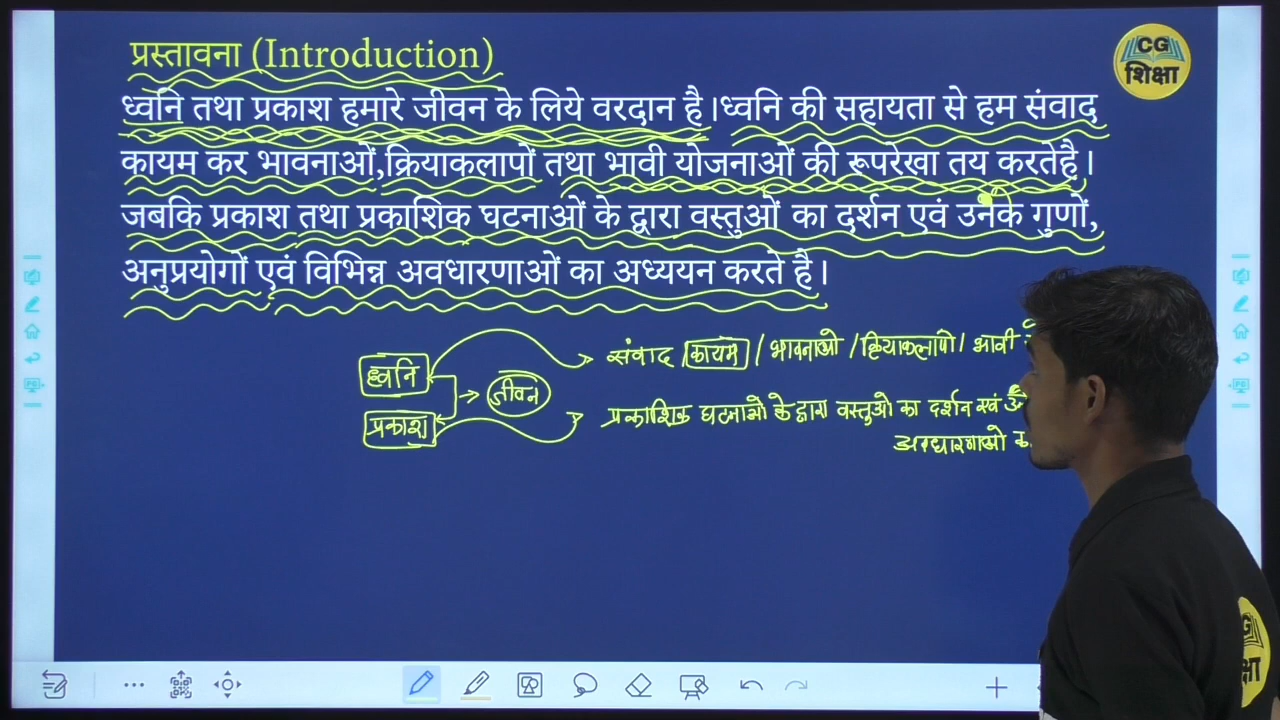 प्रस्तावना (Introduction)
CG
शिक्षा
ध्वनि तथा प्रकाश हमारे जीवन के लिये वरदान है।ध्वनि की सहायता से हम संवाद
कायम कर भावनाओं,क्रियाकलापों तथा भावी योजनाओं की रूपरेखा तय करतेहै।
जबकि प्रकाश तथा प्रकाशिक घटनाओं के द्वारा वस्तुओं का दर्शन एवं उनके गुणों,
अनुप्रयोगों एवं विभिन्न अवधारणाओं का अध्ययन करते है।
ध्वनि
संवाद / कायम / भावनाओ / क्रियाकलापो / भावी
जीवन
प्रकाश
प्रकाशिक घटनाओ के द्वारा वस्तुओ का दर्शन एवं
अवधारणाओ